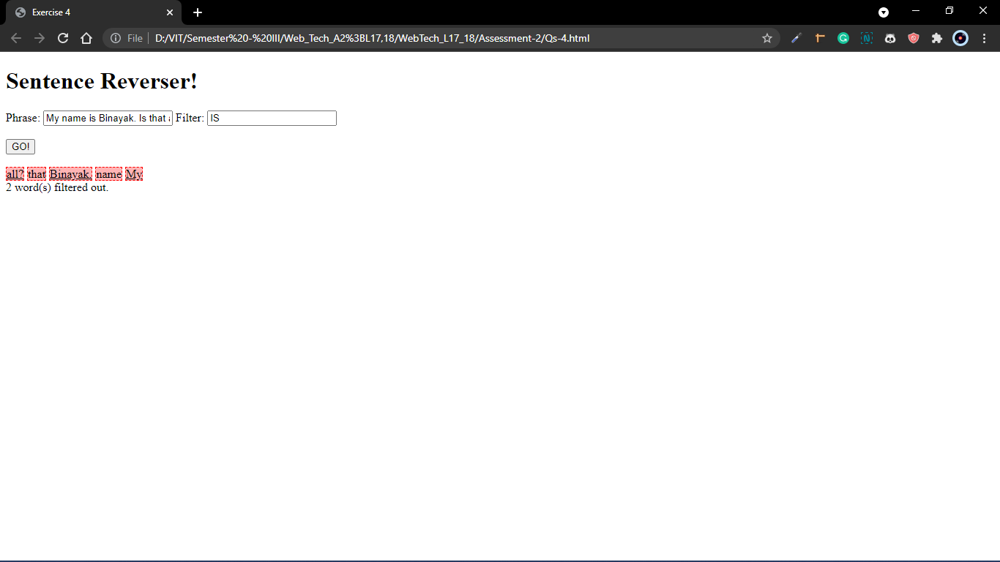 Exercise 4
File D:/VIT/Semester%20-%20III/Web_Tech_A2%3BL17,18/WebTech_L17_18/Assessment-2/Qs-4.html
Sentence Reverser!
Phrase: My name is Binayak. Is that Filter: IS
GO!
all? that Binayak. name My
2 word(s) filtered out.